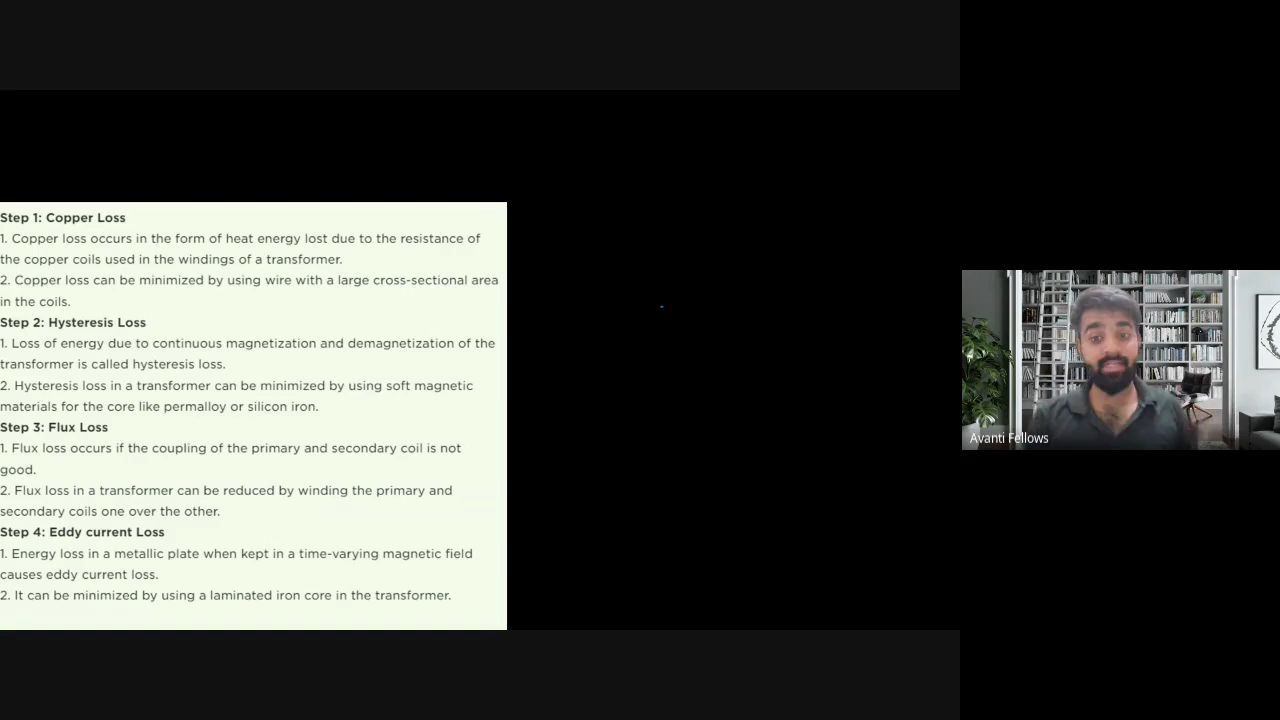 Step 1: Copper Loss
1. Copper loss occurs in the form of heat energy lost due to the resistance of
the copper coils used in the windings of a transformer.
2. Copper loss can be minimized by using wire with a large cross-sectional area
in the coils.
Step 2: Hysteresis Loss
1. Loss of energy due to continuous magnetization and demagnetization of the
transformer is called hysteresis loss.
2. Hysteresis loss in a transformer can be minimized by using soft magnetic
materials for the core like permalloy or silicon iron.
Step 3: Flux Loss
1. Flux loss occurs if the coupling of the primary and secondary coil is not
good.
2. Flux loss in a transformer can be reduced by winding the primary and
secondary coils one over the other.
Step 4: Eddy current Loss
1. Energy loss in a metallic plate when kept in a time-varying magnetic field
causes eddy current loss.
2. It can be minimized by using a laminated iron core in the transformer.
Avanti Fellows